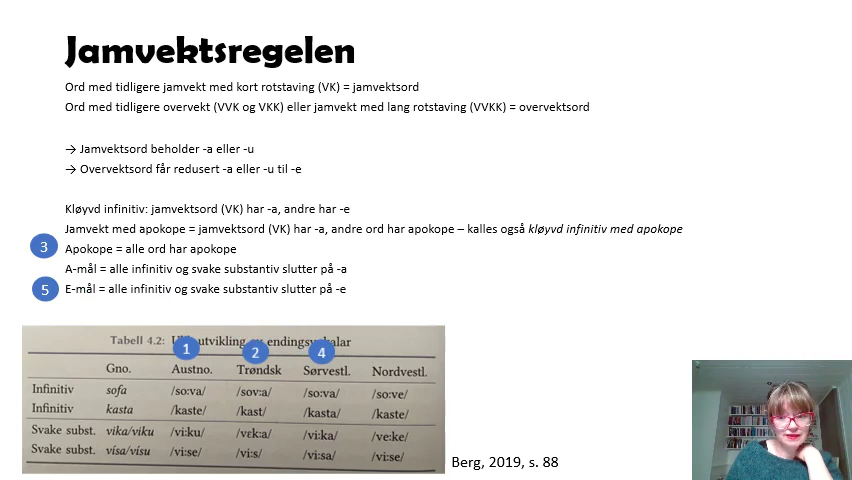 Jamvektsregelen
Ord med tidligere jamvekt med kort rotstaving (VK) = jamvektsord
Ord med tidligere overvekt (VVK og VKK) eller jamvekt med lang rotstaving (VVKK) = overvektsord
→ Jamvektsord beholder -a eller -u
→ Overvektsord får redusert -a eller -u til -e
Kløyvd infinitiv: jamvektsord (VK) har -a, andre har -e
Jamvekt med apokope = jamvektsord (VK) har -a, andre ord har apokope – kalles også kløyvd infinitiv med apokope
3 Apokope = alle ord har apokope
A-mål = alle infinitiv og svake substantiv slutter på -a
5 E-mål = alle infinitiv og svake substantiv slutter på -e
Tabell 4.2: utvikling endings
1 2 4
Gno. Austno. Trøndsk Sørvestl. Nordvestl.
Infinitiv sofa /so:va/ /sov:a/ /so:va/ /so:ve/
Infinitiv kasta /kaste/ /kast/ /kasta/ /kaste/
Svake subst. vika/viku /vi:ku/ /vɛk:a/ /vi:ka/ /ve:ke/
Svake subst. vísa/vísu /vi:se/ /vi:s/ /vi:sa/ /vi:se/
Berg, 2019, s. 88